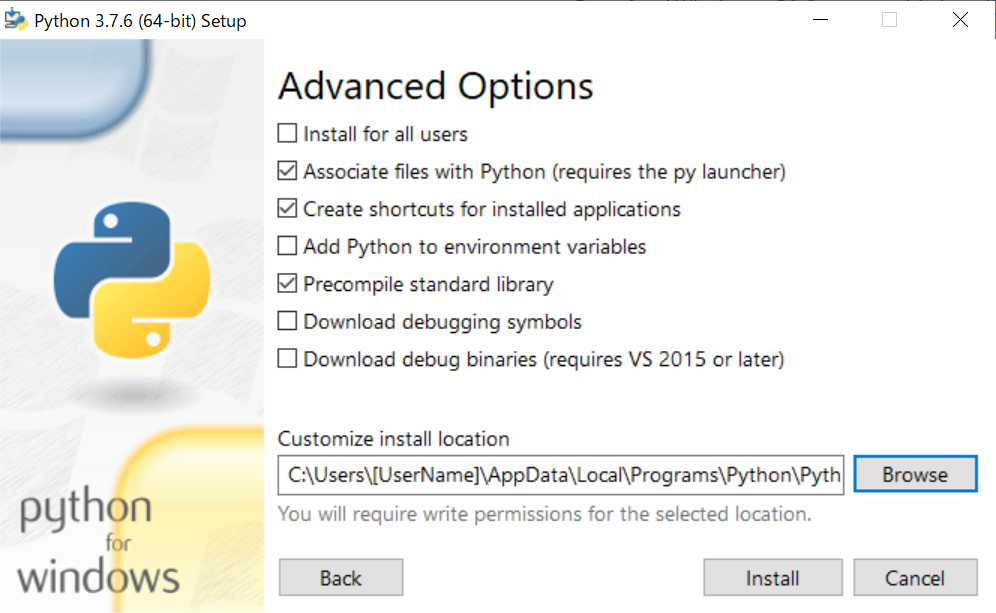 Python 3.7.6 (64-bit) Setup
Advanced Options
Install for all users
Associate files with Python (requires the py launcher)
Create shortcuts for installed applications
Add Python to environment variables
Precompile standard library
Download debugging symbols
Download debug binaries (requires VS 2015 or later)
Customize install location
C:\Users\[UserName]\AppData\Local\Programs\Python\Pyth
Browse
You will require write permissions for the selected location.
python
for
windows
Back
Install
Cancel